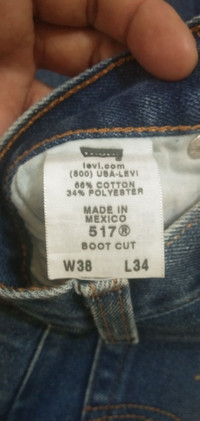 levi.com
(800) USA-LEVI
66% COTTON
34% POLYESTER
MADE IN
MEXICO
517®
BOOT CUT
W38 L34